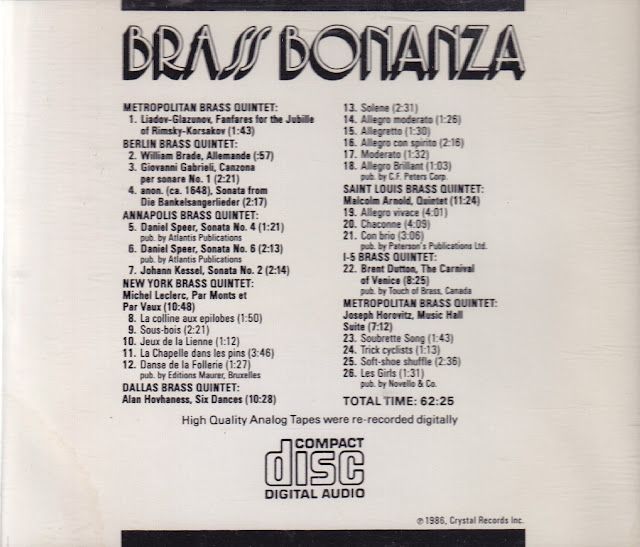 BRASS BONANZA
METROPOLITAN BRASS QUINTET:
1. Liadov-Glazunov, Fanfares for the Jubille
of Rimsky-Korsakov (1:43)
BERLIN BRASS QUINTET:
2. William Brade, Allemande (:57)
3. Giovanni Gabrieli, Canzona
per sonare No. 1 (2:21)
4. anon. (ca. 1648), Sonata from
Die Bankelsangerlieder (2:17)
ANNAPOLIS BRASS QUINTET:
5. Daniel Speer, Sonata No. 4 (1:21)
pub. by Atlantis Publications
6. Daniel Speer, Sonata No. 6 (2:13)
pub. by Atlantis Publications
7. Johann Kessel, Sonata No. 2 (2:14)
NEW YORK BRASS QUINTET:
Michel Leclerc, Par Monts et
Par Vaux (10:48)
8. La colline aux epilobes (1:50)
9. Sous-bois (2:21)
10. Jeux de la Lienne (1:12)
11. La Chapelle dans les pins (3:46)
12. Danse de la Follerie (1:27)
pub. by Editions Maurer, Bruxelles
DALLAS BRASS QUINTET:
Alan Hovhaness, Six Dances (10:28)
13. Solene (2:31)
14. Allegro moderato (1:26)
15. Allegretto (1:30)
16. Allegro con spirito (2:16)
17. Moderato (1:32)
18. Allegro Brillant (1:03)
pub. by C.F. Peters Corp.
SAINT LOUIS BRASS QUINTET:
Malcolm Arnold, Quintet (11:24)
19. Allegro vivace (4:01)
20. Chaconne (4:09)
21. Con brio (3:06)
pub. by Paterson's Publications Ltd.
I-5 BRASS QUINTET:
22. Brent Dutton, The Carnival
of Venice (8:25)
pub. by Touch of Brass, Canada
METROPOLITAN BRASS QUINTET:
Joseph Horovitz, Music Hall
Suite (7:12)
23. Soubrette Song (1:43)
24. Trick cyclists (1:13)
25. Soft-shoe shuffle (2:36)
26. Les Girls (1:31)
pub. by Novello & Co.
TOTAL TIME: 62:25
High Quality Analog Tapes were re-recorded digitally
COMPACT
disc
DIGITAL AUDIO
℗ 1986, Crystal Records Inc.